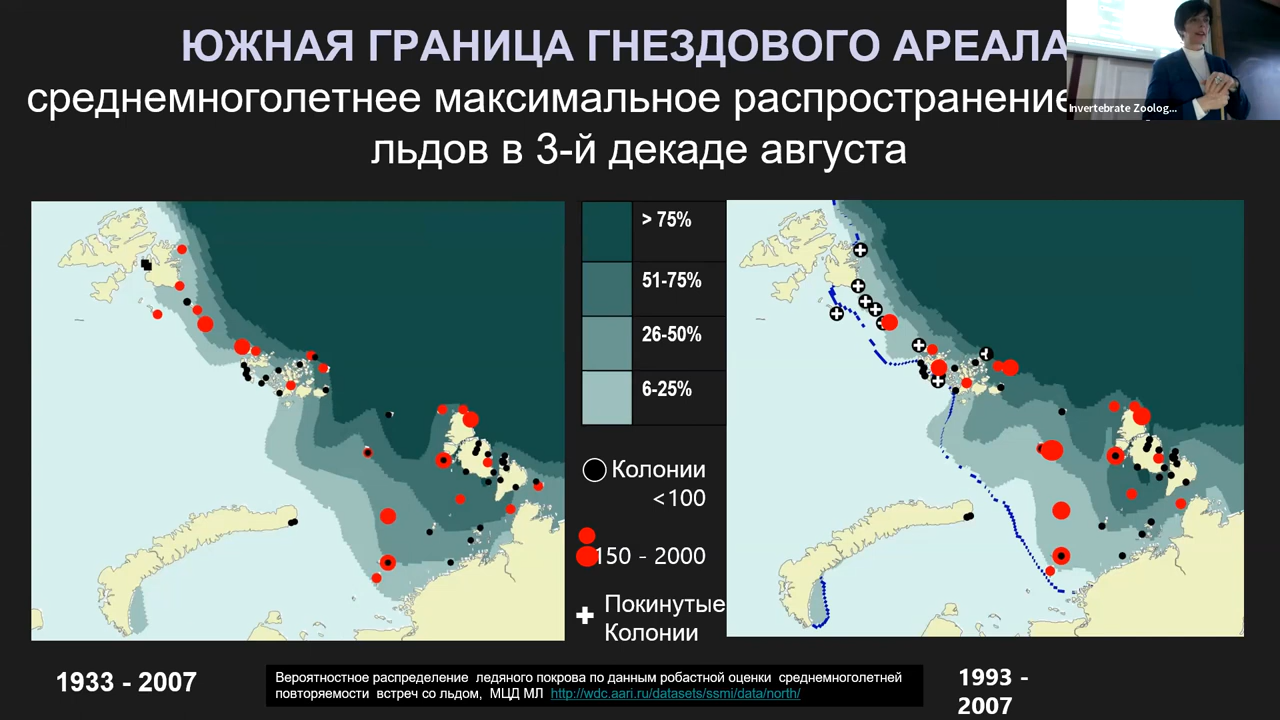 ЮЖНАЯ ГРАНИЦА ГНЕЗДОВОГО АРЕАЛА
среднемноголетнее максимальное распространение
льдов в 3-й декаде августа
Invertebrate Zoolog...
> 75%
51-75%
26-50%
6-25%
Колонии
<100
150 - 2000
Покинутые
Колонии
1933 - 2007
Вероятностное распределение ледяного покрова по данным робастной оценки среднемноголетней
повторяемости встреч со льдом, МЦД МЛ http://wdc.aari.ru/datasets/ssmi/data/north/
1993 -
2007